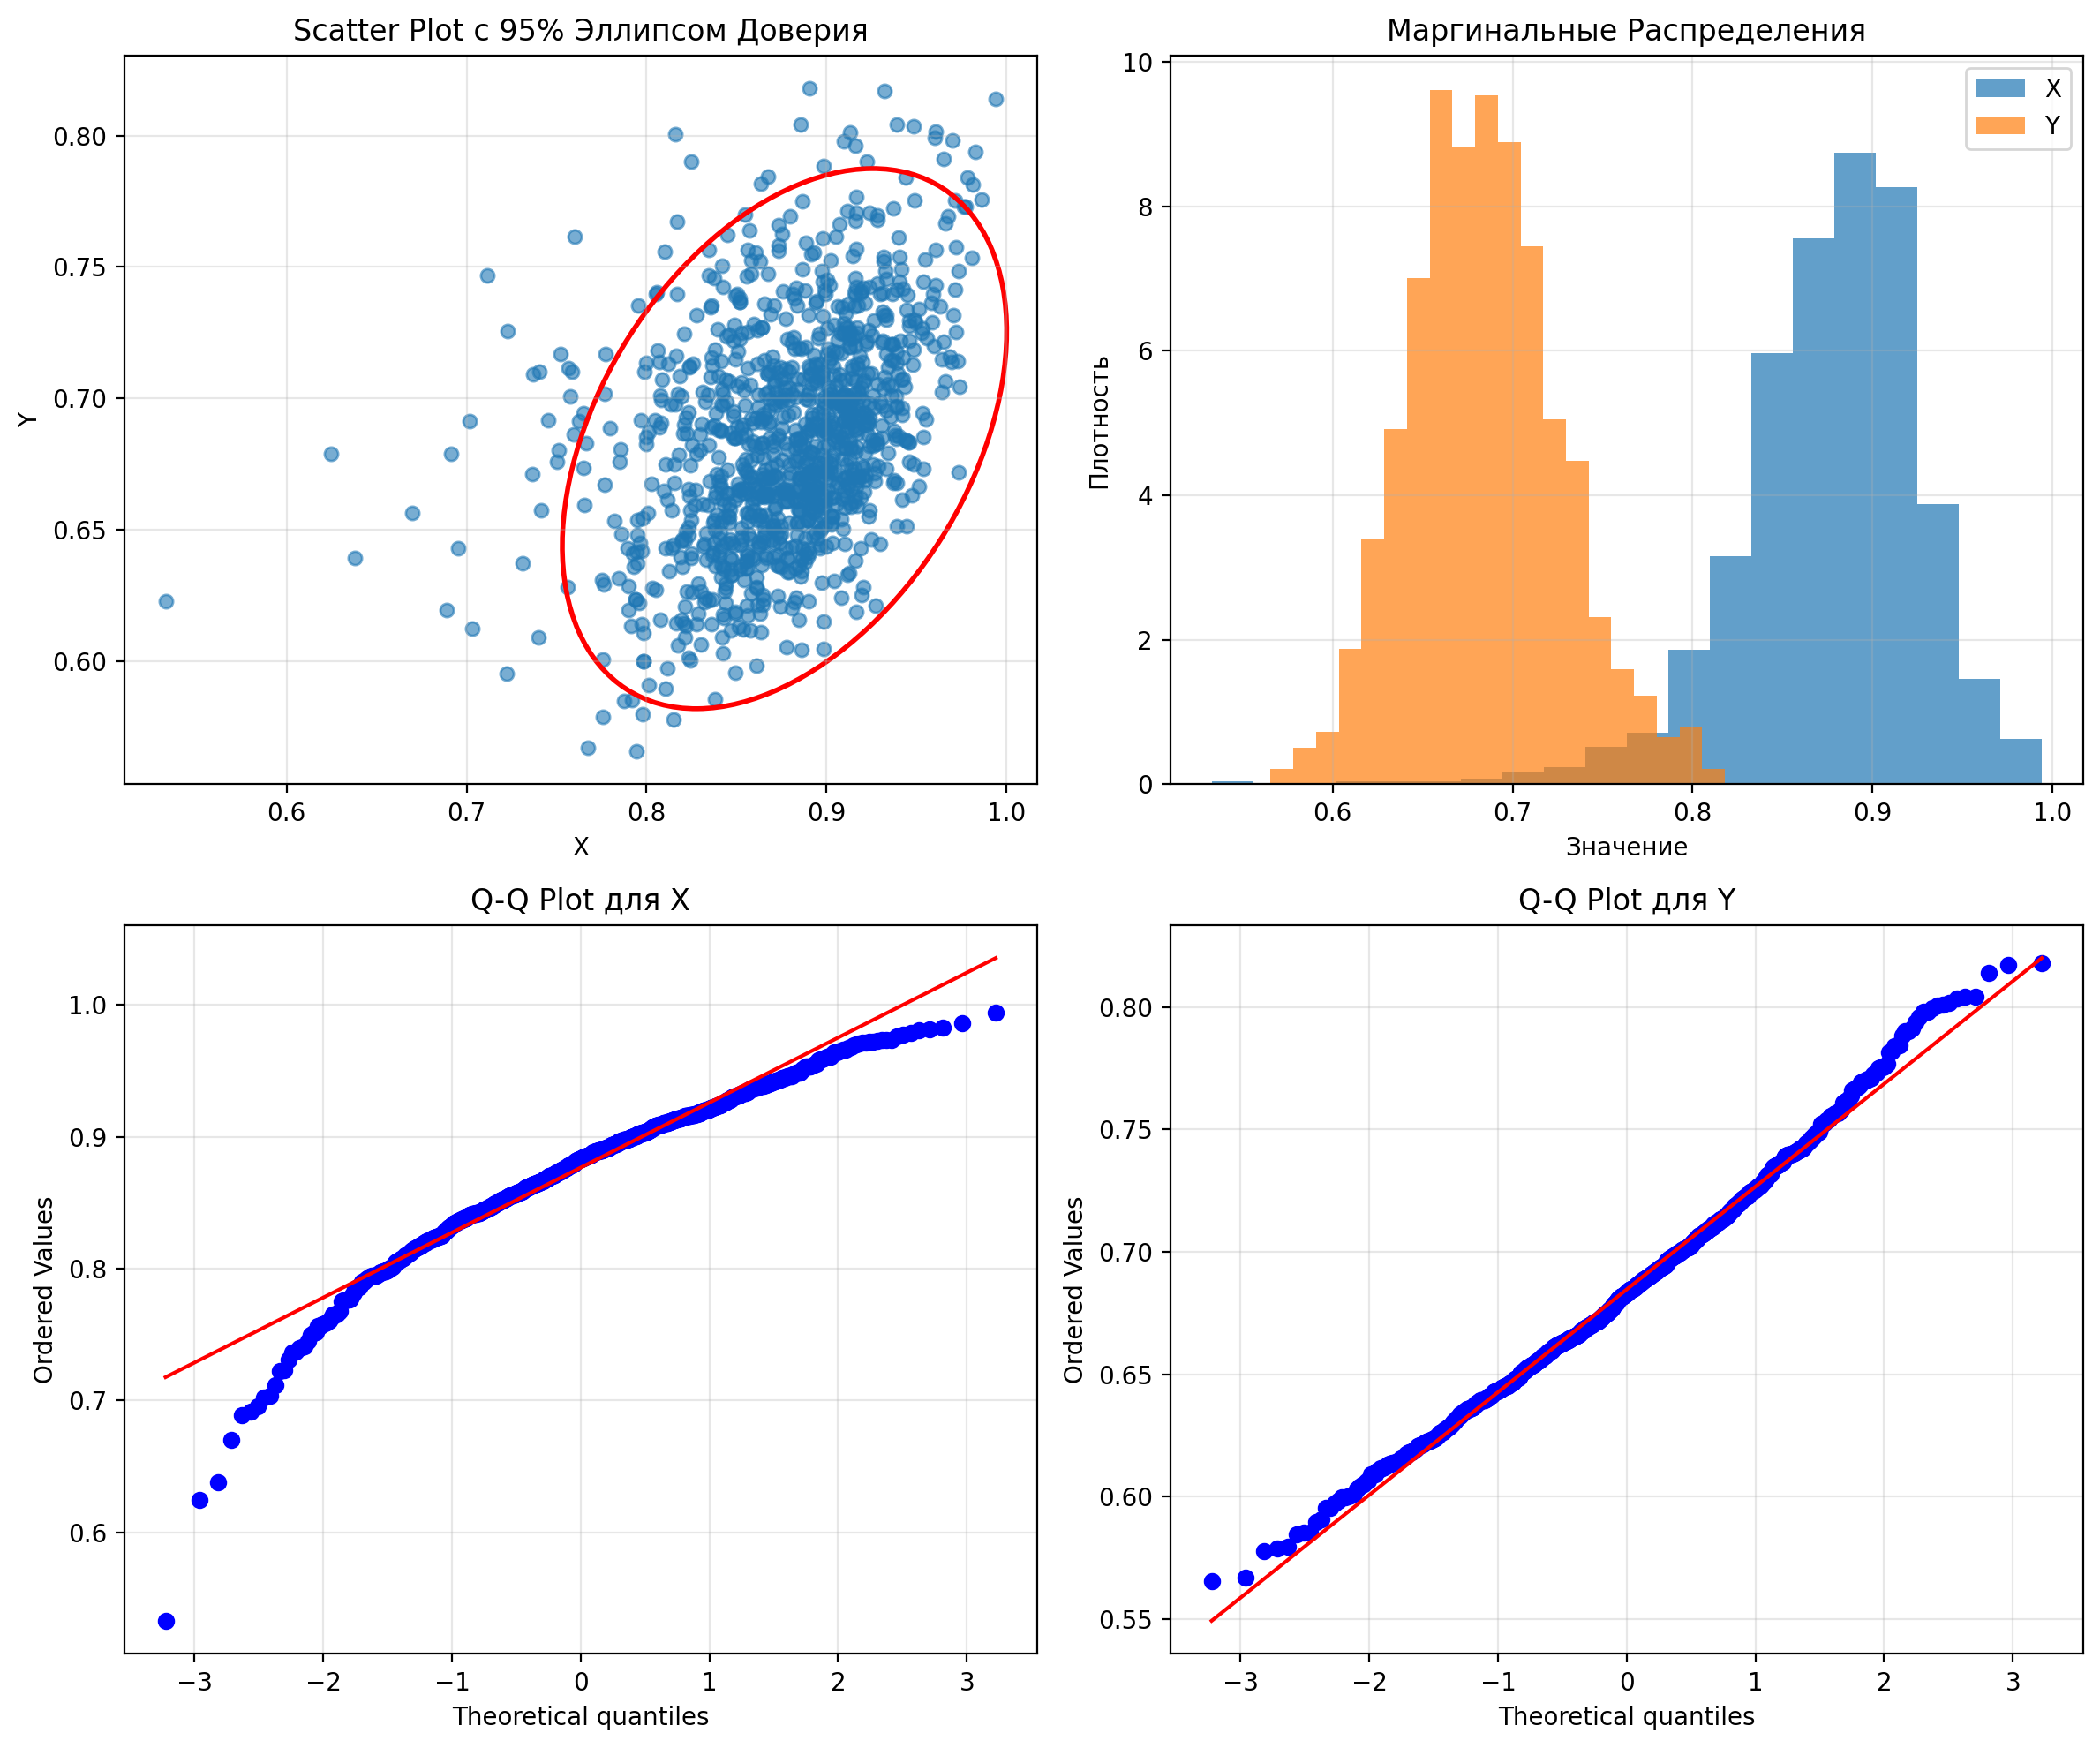 Scatter Plot с 95% Эллипсом Доверия
Y
0.80
0.75
0.70
0.65
0.60
0.6 0.7 0.8 0.9 1.0
X
Маргинальные Распределения
X
Y
Плотность
10
8
6
4
2
0
0.6 0.7 0.8 0.9 1.0
Значение
Q-Q Plot для X
Ordered Values
1.0
0.9
0.8
0.7
0.6
−3 −2 −1 0 1 2 3
Theoretical quantiles
Q-Q Plot для Y
Ordered Values
0.80
0.75
0.70
0.65
0.60
0.55
−3 −2 −1 0 1 2 3
Theoretical quantiles